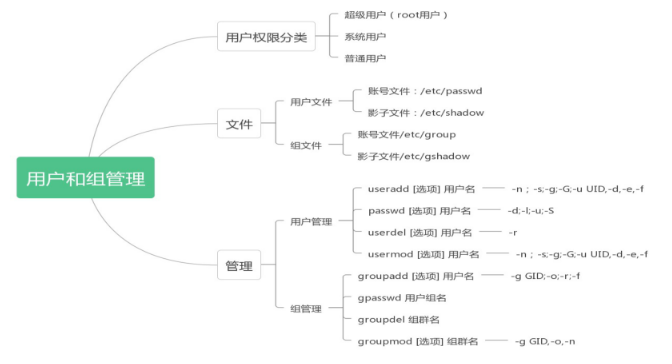 用户和组管理
用户权限分类
超级用户（root用户）
系统用户
普通用户
文件
用户文件
账号文件：/etc/passwd
影子文件：/etc/shadow
组文件
账号文件/etc/group
影子文件/etc/gshadow
管理
用户管理
useradd [选项] 用户名 -n；-s;-g;-G;-u UID,-d,-e,-f
passwd [选项] 用户名 -d;-l;-u;-S
userdel [选项] 用户名 -r
usermod [选项] 用户名 -n；-s;-g;-G;-u UID,-d,-e,-f
组管理
groupadd [选项] 用户名 -g GID;-o;-r;-f
gpasswd 用户组名
groupdel 组群名
groupmod [选项] 组群名 -g GID,-o,-n